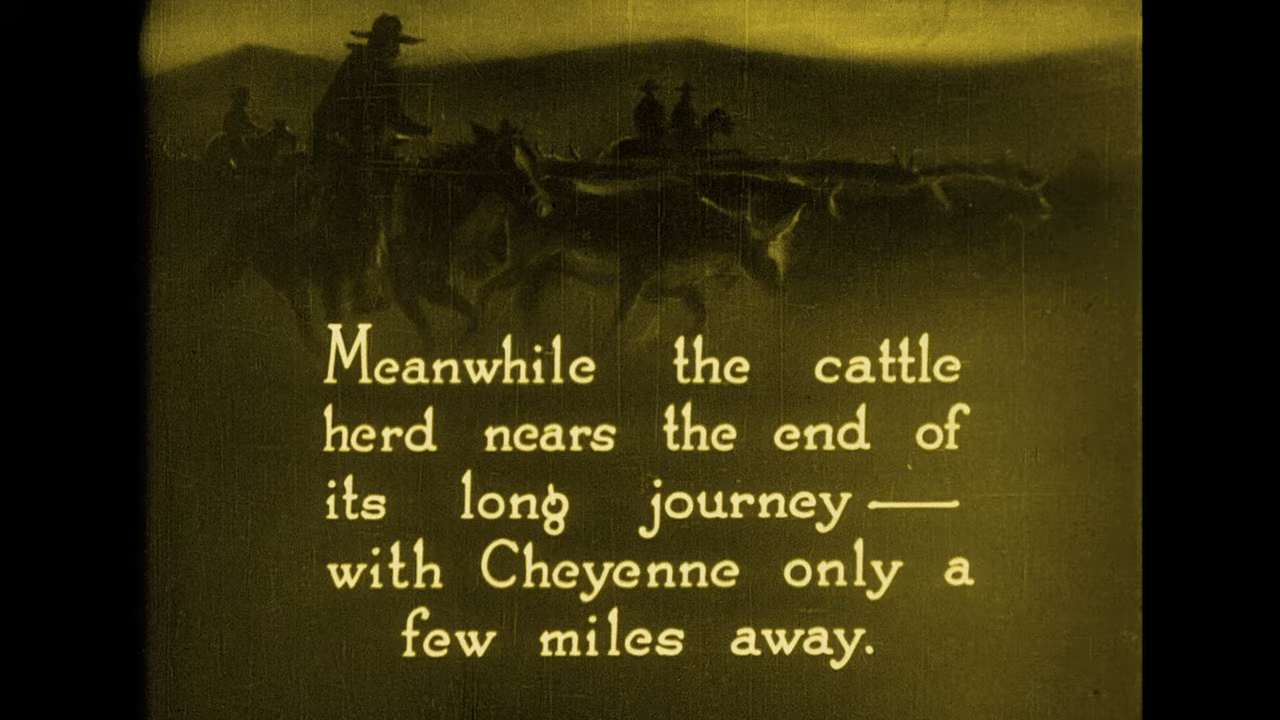 Meanwhile the cattle
herd nears the end of
its long journey —
with Cheyenne only a
few miles away.